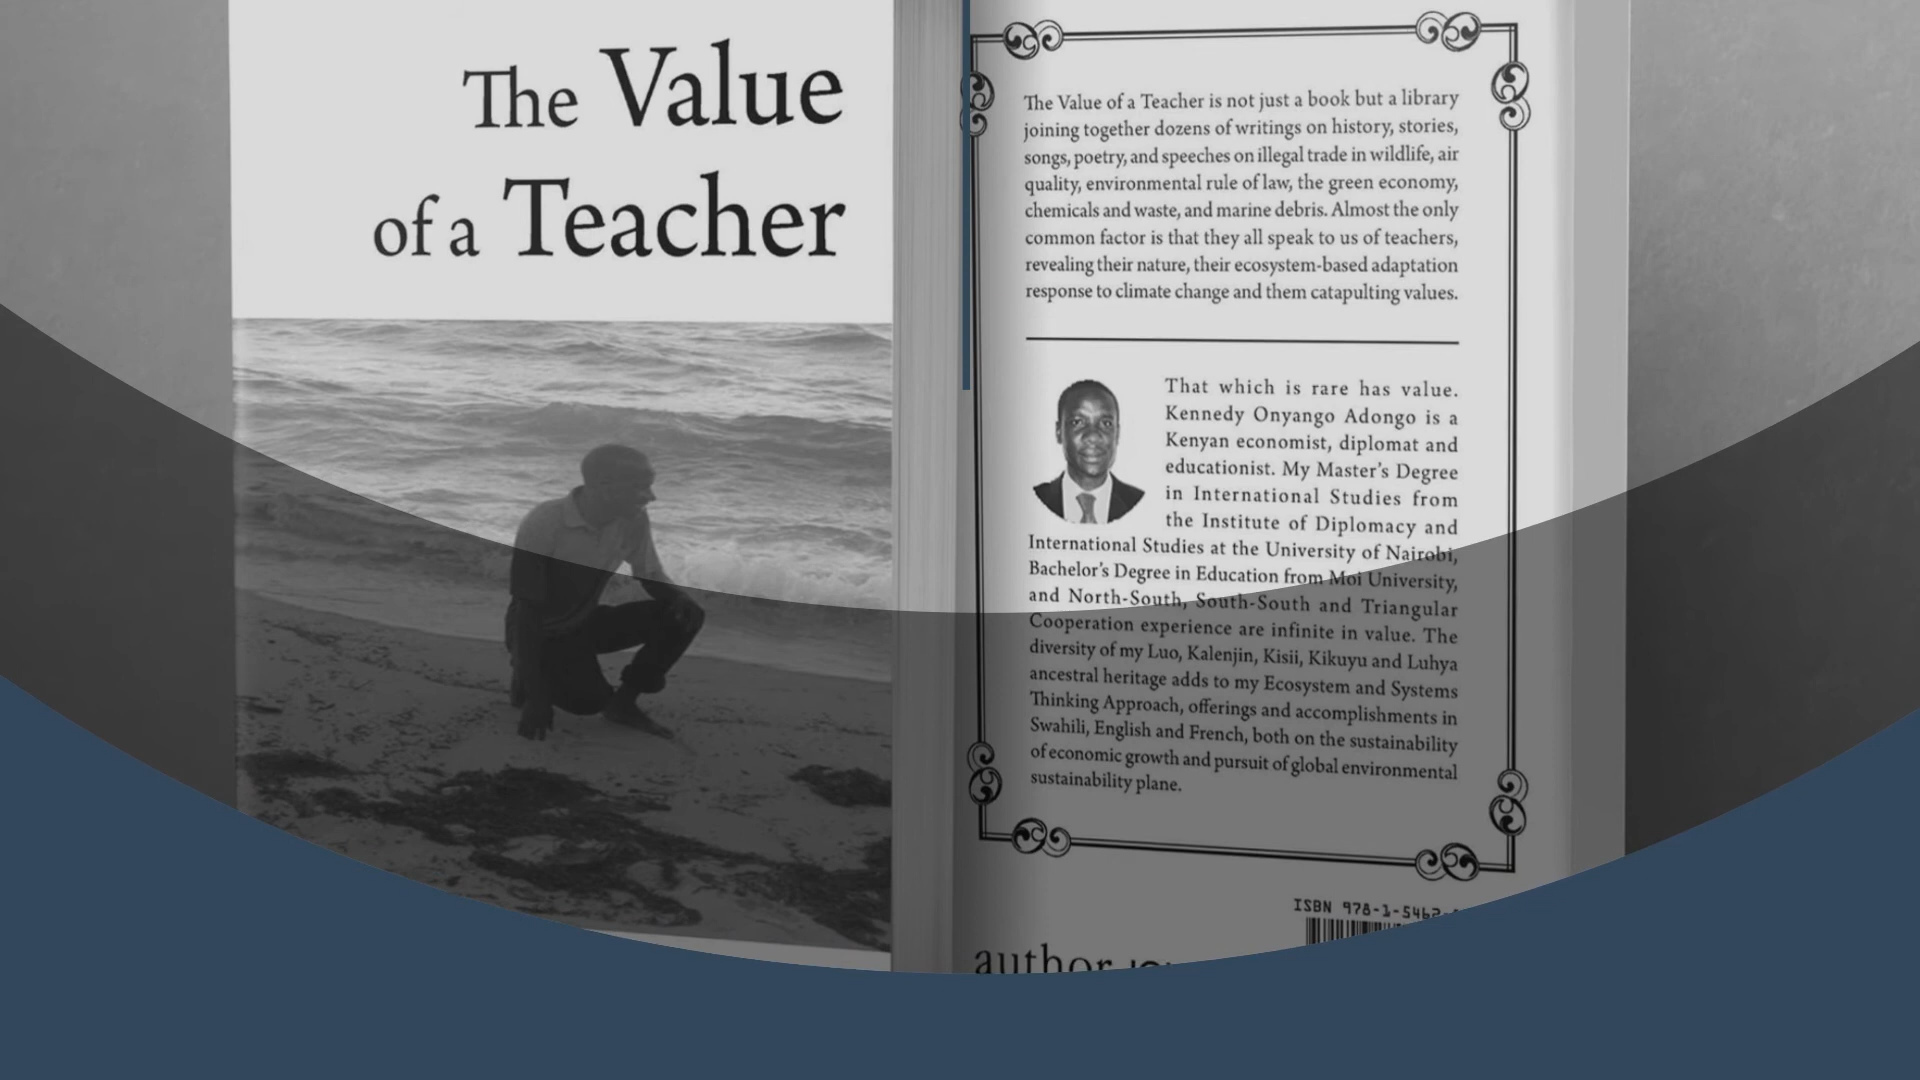 The Value
of a Teacher
The Value of a Teacher is not just a book but a library
joining together dozens of writings on history, stories,
songs, poetry, and speeches on illegal trade in wildlife, air
quality, environmental rule of law, the green economy,
chemicals and waste, and marine debris. Almost the only
common factor is that they all speak to us of teachers,
revealing their nature, their ecosystem-based adaptation
response to climate change and them catapulting values.
That which is rare has value.
Kennedy Onyango Adongo is a
Kenyan economist, diplomat and
educationist. My Master's Degree
in International Studies from
the Institute of Diplomacy and
International Studies at the University of Nairobi,
Bachelor's Degree in Education from Moi University,
and North-South, South-South and Triangular
Cooperation experience are infinite in value. The
diversity of my Luo, Kalenjin, Kisii, Kikuyu and Luhya
ancestral heritage adds to my Ecosystem and Systems
Thinking Approach, offerings and accomplishments in
Swahili, English and French, both on the sustainability
of economic growth and pursuit of global environmental
sustainability plane.
ISBN 978-1-5462-
author